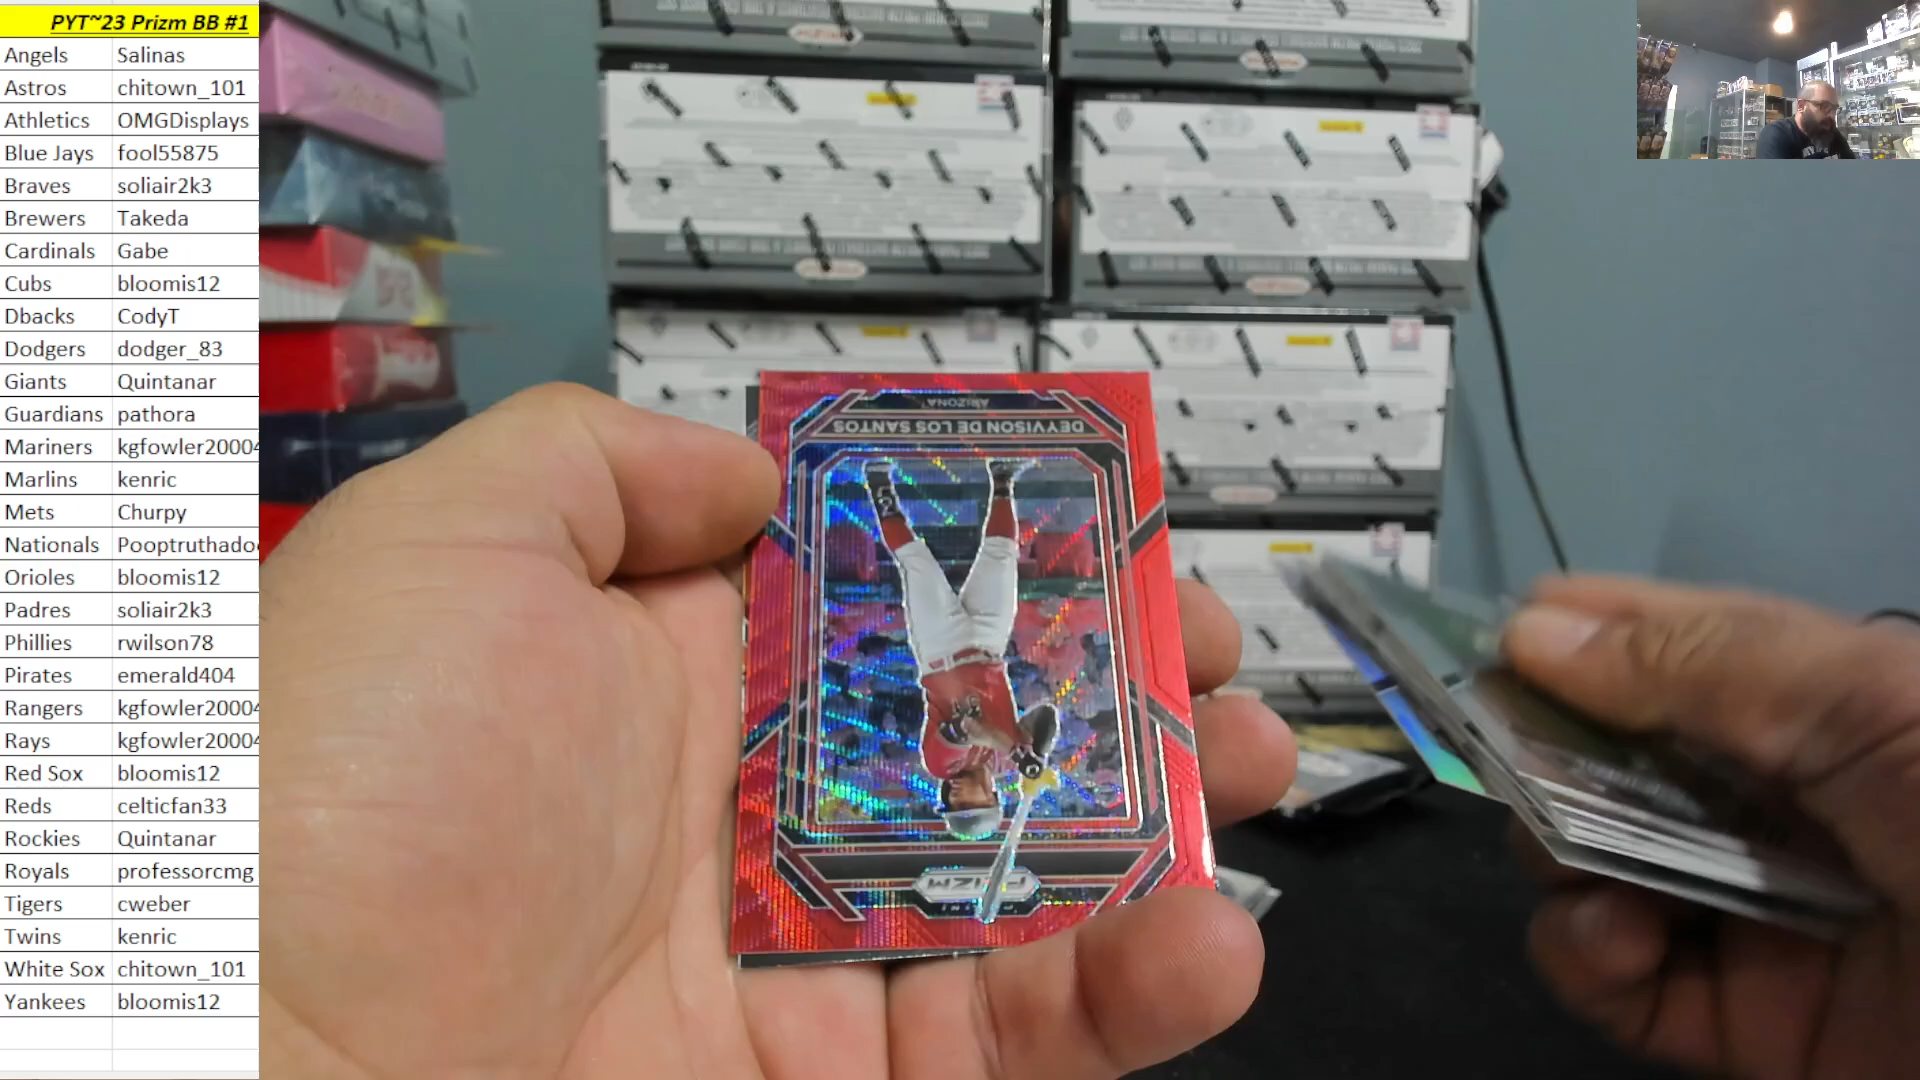 PYT~23 Prizm BB #1
Angels Salinas
Astros chitown_101
Athletics OMGDisplays
Blue Jays fool55875
Braves soliair2k3
Brewers Takeda
Cardinals Gabe
Cubs bloomis12
Dbacks CodyT
Dodgers dodger_83
Giants Quintanar
Guardians pathora
Mariners kgfowler20004
Marlins kenric
Mets Churpy
Nationals Pooptruthado
Orioles bloomis12
Padres soliair2k3
Phillies rwilson78
Pirates emerald404
Rangers kgfowler20004
Rays kgfowler20004
Red Sox bloomis12
Reds celticfan33
Rockies Quintanar
Royals professorcmg
Tigers cweber
Twins kenric
White Sox chitown_101
Yankees bloomis12
ARIZONA
DEYVISON DE LOS SANTOS
PRIZM